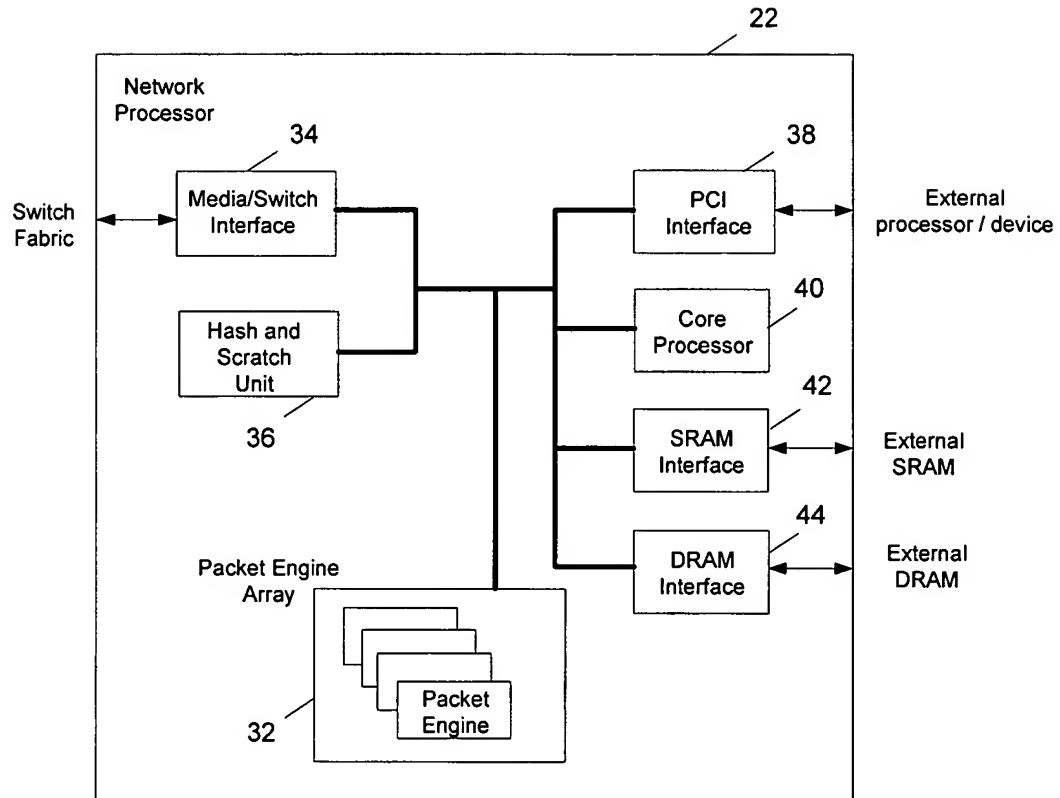 22
Network
Processor
34
38
Media/Switch
Interface
PCI
Interface
Switch
Fabric
External
processor / device
40
Hash and
Scratch
Unit
Core
Processor
36
42
SRAM
Interface
External
SRAM
44
Packet Engine
Array
DRAM
Interface
External
DRAM
Packet
Engine
32